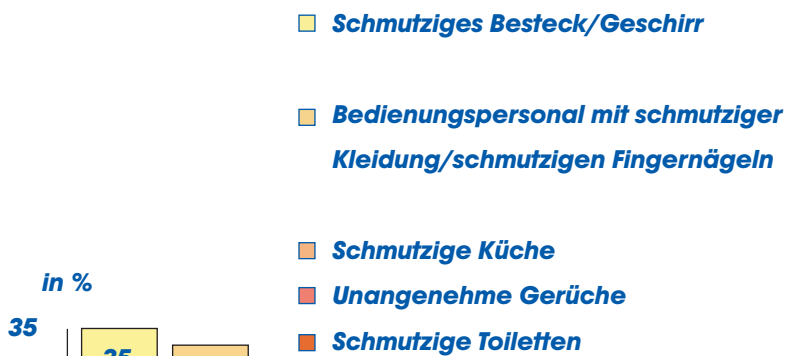 Schmutziges Besteck/Geschirr
Bedienungspersonal mit schmutziger
Kleidung/schmutzigen Fingernägeln
Schmutzige Küche
in %
Unangenehme Gerüche
35
Schmutzige Toiletten
35